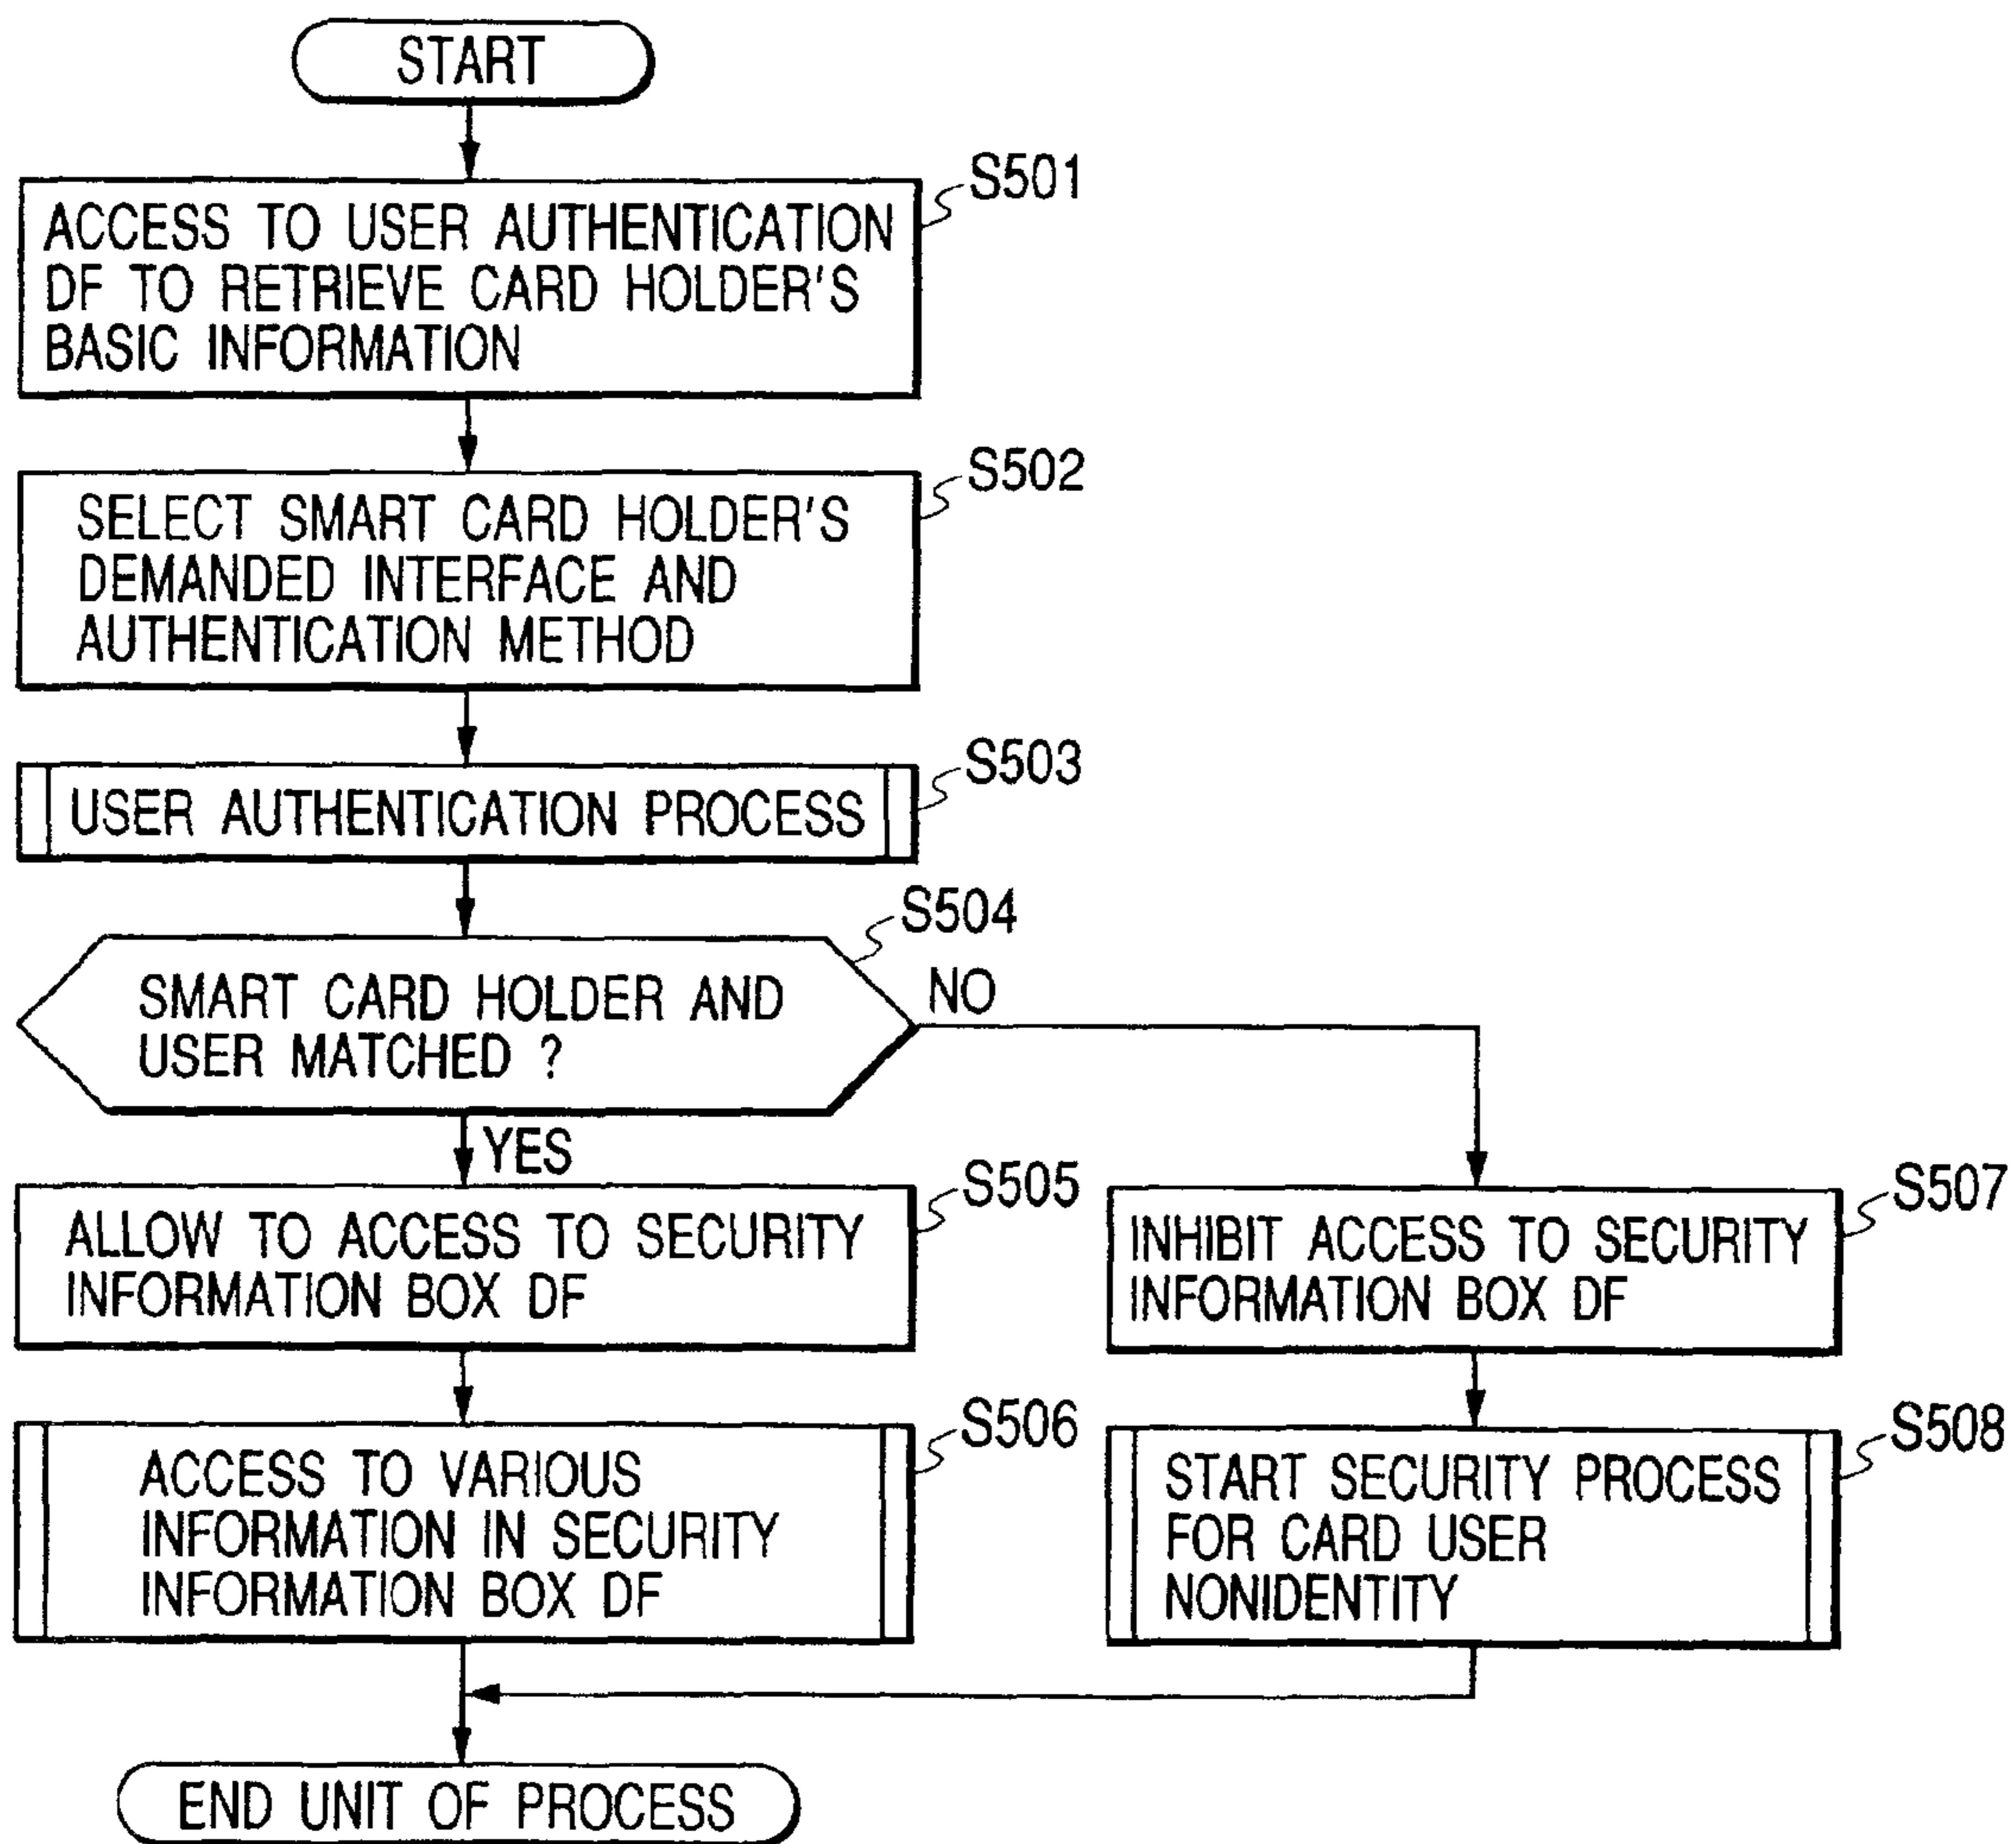 START
S501
ACCESS TO USER AUTHENTICATION
DF TO RETRIEVE CARD HOLDER'S
BASIC INFORMATION
S502
SELECT SMART CARD HOLDER'S
DEMANDED INTERFACE AND
AUTHENTICATION METHOD
S503
USER AUTHENTICATION PROCESS
S504
SMART CARD HOLDER AND
USER MATCHED ?
NO
YES
S505
ALLOW TO ACCESS TO SECURITY
INFORMATION BOX DF
S507
INHIBIT ACCESS TO SECURITY
INFORMATION BOX DF
S506
ACCESS TO VARIOUS
INFORMATION IN SECURITY
INFORMATION BOX DF
S508
START SECURITY PROCESS
FOR CARD USER
NONIDENTITY
END UNIT OF PROCESS